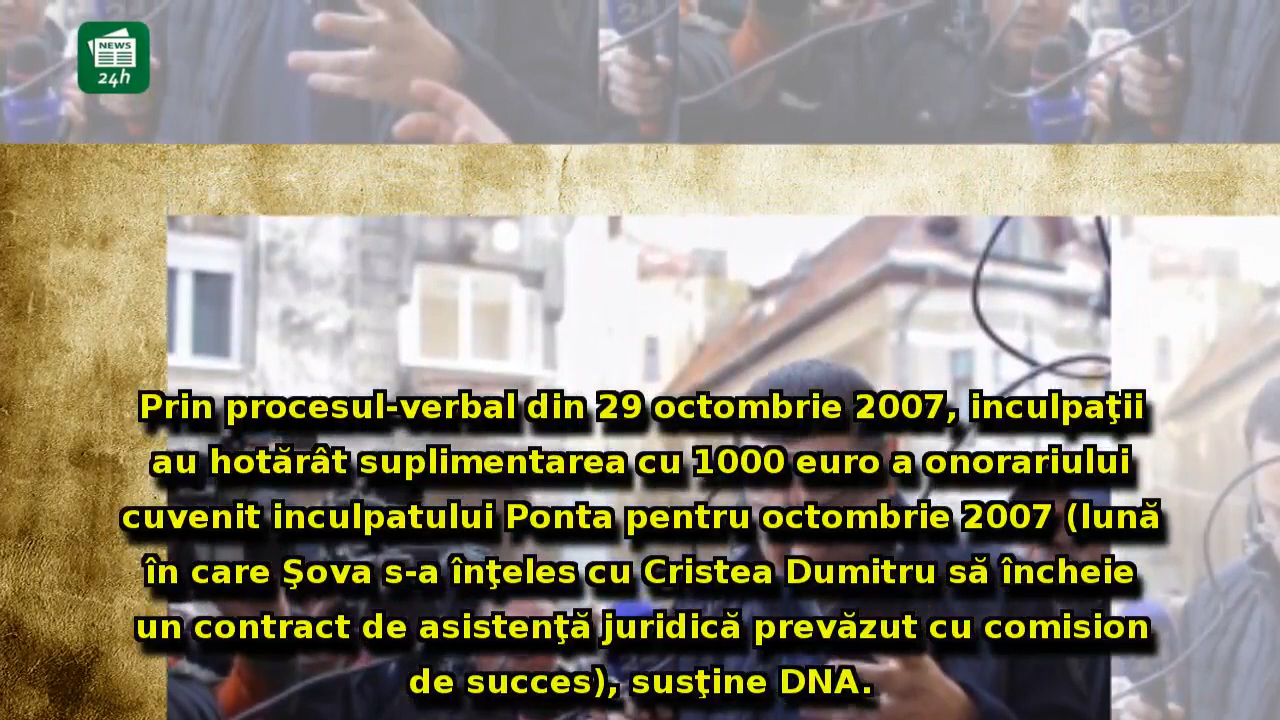 NEWS
24h
Prin procesul-verbal din 29 octombrie 2007, inculpaţii
au hotărât suplimentarea cu 1000 euro a onorariului
cuvenit inculpatului Ponta pentru octombrie 2007 (lună
în care Şova s-a înţeles cu Cristea Dumitru să încheie
un contract de asistenţă juridică prevăzut cu comision
de succes), susţine DNA.